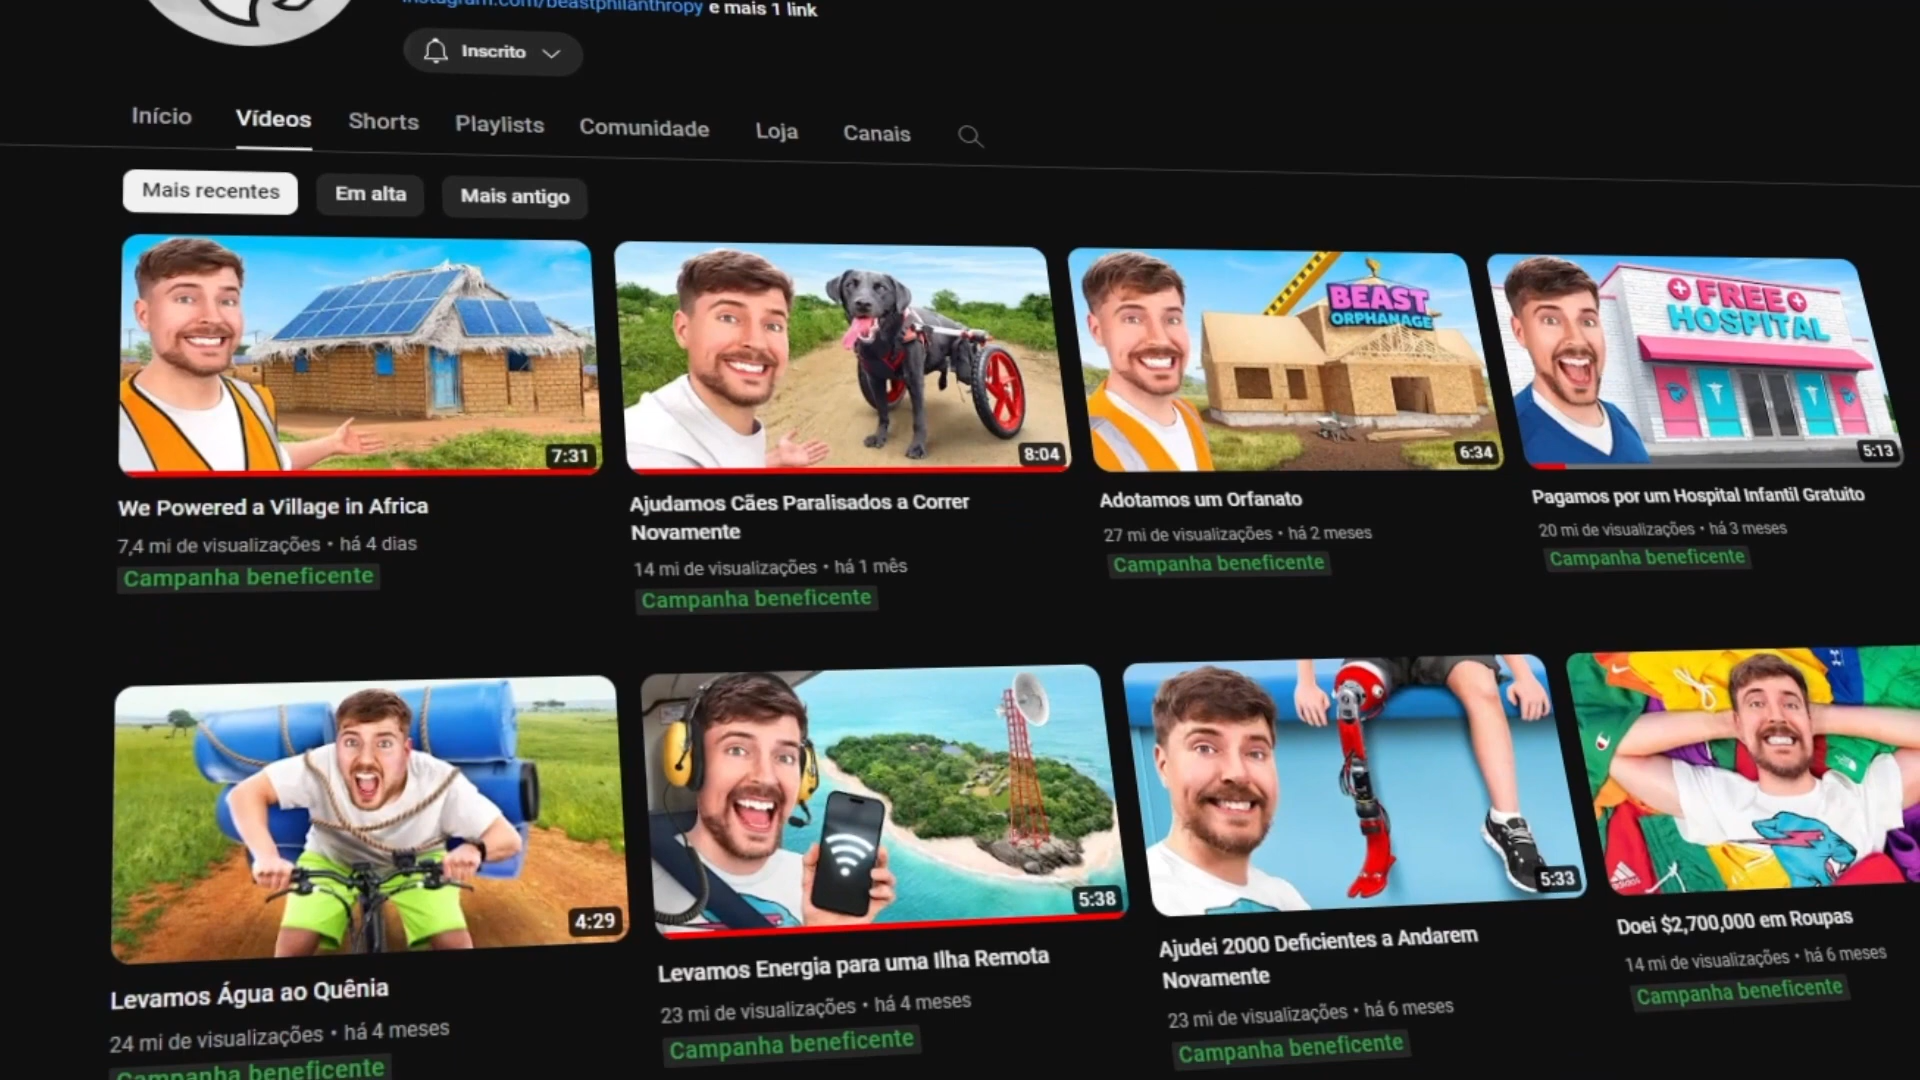 instagram.com/beastphilanthropy e mais 1 link
Inscrito
Início Vídeos Shorts Playlists Comunidade Loja Canais
Mais recentes Em alta Mais antigo
BEAST
ORPHANAGE
FREE
HOSPITAL
7:31
8:04
6:34
5:13
We Powered a Village in Africa
7,4 mi de visualizações • há 4 dias
Campanha beneficente
Ajudamos Cães Paralisados a Correr
Novamente
14 mi de visualizações • há 1 mês
Campanha beneficente
Adotamos um Orfanato
27 mi de visualizações • há 2 meses
Campanha beneficente
Pagamos por um Hospital Infantil Gratuito
20 mi de visualizações • há 3 meses
Campanha beneficente
adidas
4:29
5:38
5:33
Levamos Água ao Quênia
24 mi de visualizações • há 4 meses
Campanha beneficente
Levamos Energia para uma Ilha Remota
23 mi de visualizações • há 4 meses
Campanha beneficente
Ajudei 2000 Deficientes a Andarem
Novamente
23 mi de visualizações • há 6 meses
Campanha beneficente
Doei $2,700,000 em Roupas
14 mi de visualizações • há 6 meses
Campanha beneficente